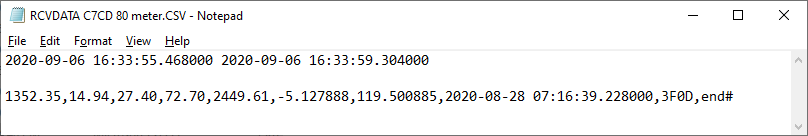 RCVDATA C7CD 80 meter.CSV - Notepad
File Edit Format View Help
2020-09-06 16:33:55.468000 2020-09-06 16:33:59.304000
1352.35,14.94,27.40,72.70,2449.61,-5.127888,119.500885,2020-08-28 07:16:39.228000,3F0D,end#